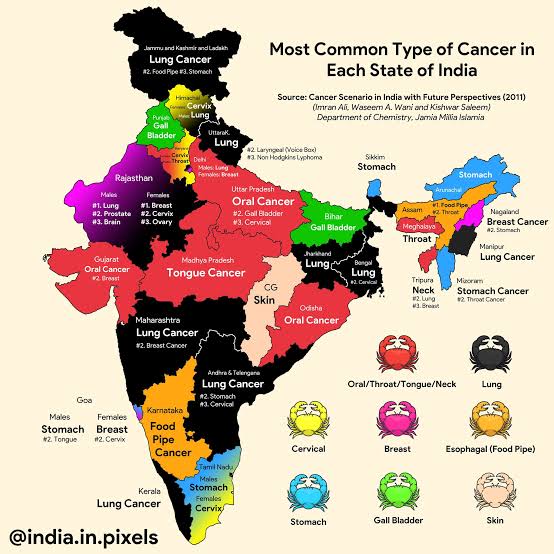 Most Common Type of Cancer in
Each State of India
Source: Cancer Scenario in India with Future Perspectives (2011)
(Imran Ali, Waseem A. Wani and Kishwar Saleem)
Department of Chemistry, Jamia Millia Islamia
Jammu and Kashmir and Ladakh
Lung Cancer
#2. Food Pipe #3. Stomach
Himachal
Females
Cervix
Males
Lung
Punjab
Gall
Bladder
UttaraK.
Lung
#2. Laryngeal (Voice Box)
#3. Non Hodgkins Lyphoma
Haryana
Cervix
Throat
Delhi
Males: Lung
Females: Breast
Rajasthan
Males
#1. Lung
#2. Prostate
#3. Brain
Females
#1. Breast
#2. Cervix
#3. Ovary
Uttar Pradesh
Oral Cancer
#2. Gall Bladder
#3. Cervical
Bihar
Gall Bladder
Sikkim
Stomach
Stomach
Arunachal
Assam
#1. Food Pipe
#2. Throat
Meghalaya
Throat
Nagaland
Breast Cancer
#2. Stomach
Manipur
Lung Cancer
Mizoram
Stomach Cancer
#2. Throat Cancer
Tripura
Neck
#2. Lung
#3. Breast
Gujarat
Oral Cancer
#2. Breast
Madhya Pradesh
Tongue Cancer
Jharkhand
Lung
Bengal
Lung
#2. Cervical
CG
Skin
Odisha
Oral Cancer
Maharashtra
Lung Cancer
#2. Breast Cancer
Andhra & Telengana
Lung Cancer
#2. Stomach
#3. Cervical
Goa
Males
Stomach
#2. Tongue
Females
Breast
#2. Cervix
Karnataka
Food
Pipe
Cancer
Tamil Nadu
Males
Stomach
Females
Cervix
Kerala
Lung Cancer
Oral/Throat/Tongue/Neck
Lung
Cervical
Breast
Esophagal (Food Pipe)
Stomach
Gall Bladder
Skin
@india.in.pixels